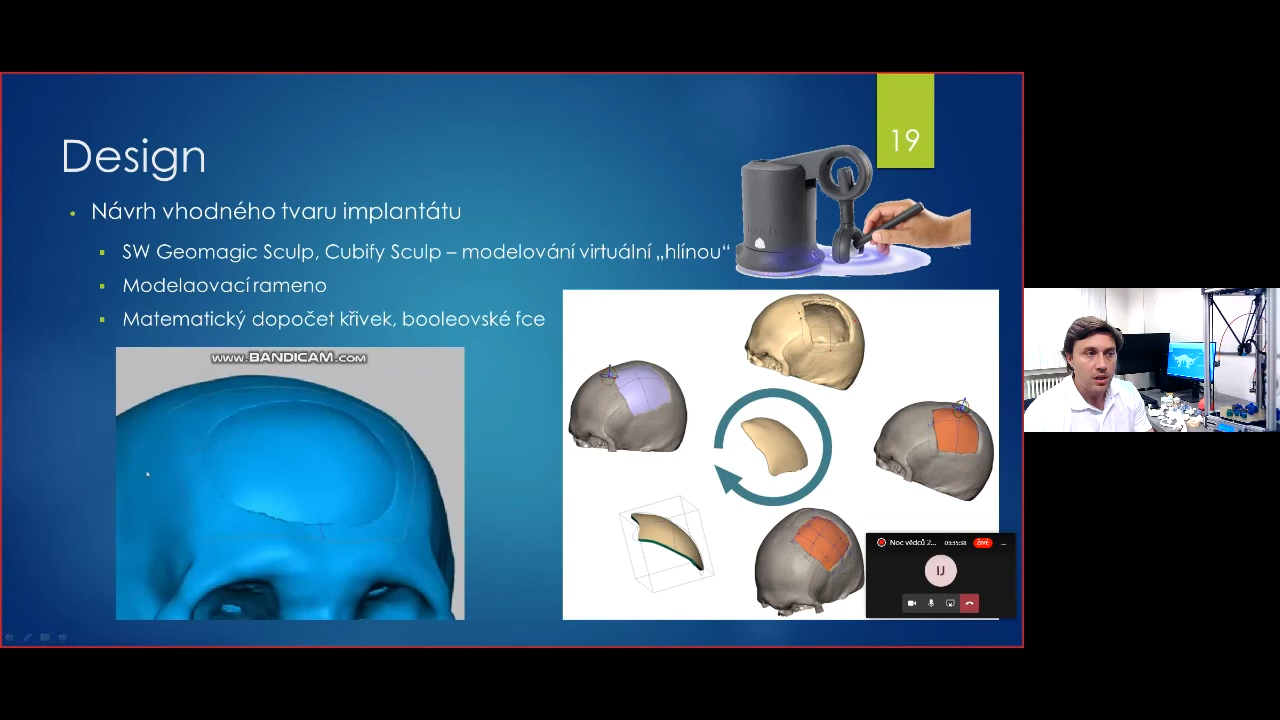 19
Design
Návrh vhodného tvaru implantátu
SW Geomagic Sculp, Cubify Sculp – modelování virtuální „hlínou“
Modelaovací rameno
Matematický dopočet křivek, booleovské fce
www.BANDICAM.com
Noc vědců 2...
LIVE
IJ